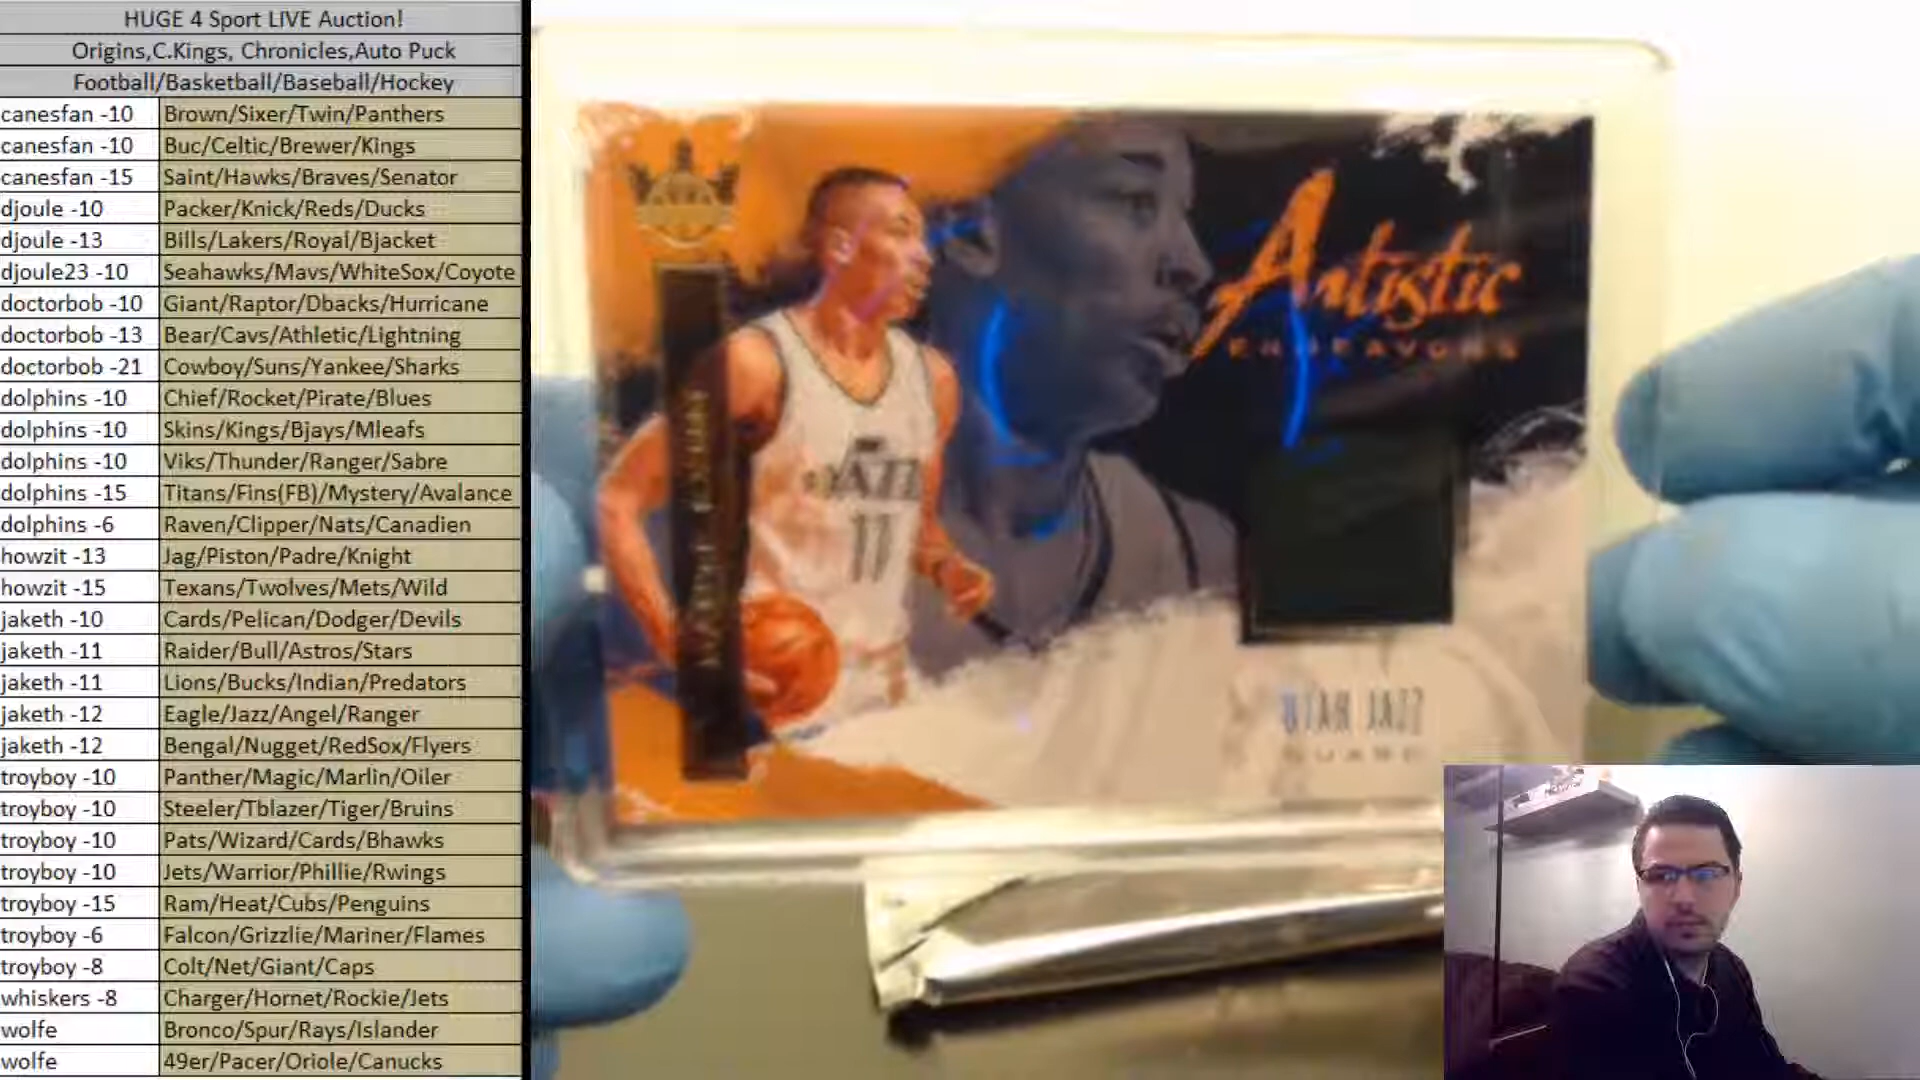 HUGE 4 Sport LIVE Auction!
Origins,C.Kings, Chronicles,Auto Puck
Football/Basketball/Baseball/Hockey
canesfan -10 Brown/Sixer/Twin/Panthers
canesfan -10 Buc/Celtic/Brewer/Kings
canesfan -15 Saint/Hawks/Braves/Senator
djoule -10 Packer/Knick/Reds/Ducks
djoule -13 Bills/Lakers/Royal/Bjacket
djoule23 -10 Seahawks/Mavs/WhiteSox/Coyote
doctorbob -10 Giant/Raptor/Dbacks/Hurricane
doctorbob -13 Bear/Cavs/Athletic/Lightning
doctorbob -21 Cowboy/Suns/Yankee/Sharks
dolphins -10 Chief/Rocket/Pirate/Blues
dolphins -10 Skins/Kings/Bjays/Mleafs
dolphins -10 Viks/Thunder/Ranger/Sabre
dolphins -15 Titans/Fins(FB)/Mystery/Avalance
dolphins -6 Raven/Clipper/Nats/Canadien
howzit -13 Jag/Piston/Padre/Knight
howzit -15 Texans/Twolves/Mets/Wild
jaketh -10 Cards/Pelican/Dodger/Devils
jaketh -11 Raider/Bull/Astros/Stars
jaketh -11 Lions/Bucks/Indian/Predators
jaketh -12 Eagle/Jazz/Angel/Ranger
jaketh -12 Bengal/Nugget/RedSox/Flyers
troyboy -10 Panther/Magic/Marlin/Oiler
troyboy -10 Steeler/Tblazer/Tiger/Bruins
troyboy -10 Pats/Wizard/Cards/Bhawks
troyboy -10 Jets/Warrior/Phillie/Rwings
troyboy -15 Ram/Heat/Cubs/Penguins
troyboy -6 Falcon/Grizzlie/Mariner/Flames
troyboy -8 Colt/Net/Giant/Caps
whiskers -8 Charger/Hornet/Rockie/Jets
wolfe Bronco/Spur/Rays/Islander
wolfe 49er/Pacer/Oriole/Canucks
Artistic
ENDEAVORS
JAZZ
11
UTAH JAZZ
GUARD